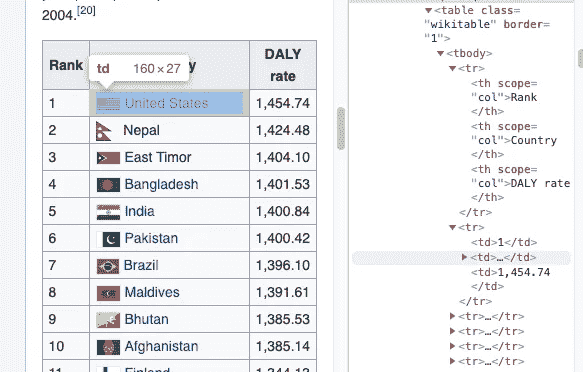 2004.[20]
Rank y DALY rate
td 160 × 27
1 United States 1,454.74
2 Nepal 1,424.48
3 East Timor 1,404.10
4 Bangladesh 1,401.53
5 India 1,400.84
6 Pakistan 1,400.42
7 Brazil 1,396.10
8 Maldives 1,391.61
9 Bhutan 1,385.53
10 Afghanistan 1,385.14
▼<table class=
"wikitable" border=
"1">
▼<tbody>
▼<tr>
<th scope=
"col">Rank
</th>
<th scope=
"col">Country
</th>
<th scope=
"col">DALY rate
</th>
</tr>
▼<tr>
<td>1</td>
▶<td>…</td>
<td>1,454.74
</td>
</tr>
▶<tr>…</tr>
▶<tr>…</tr>
▶<tr>…</tr>
▶<tr>…</tr>